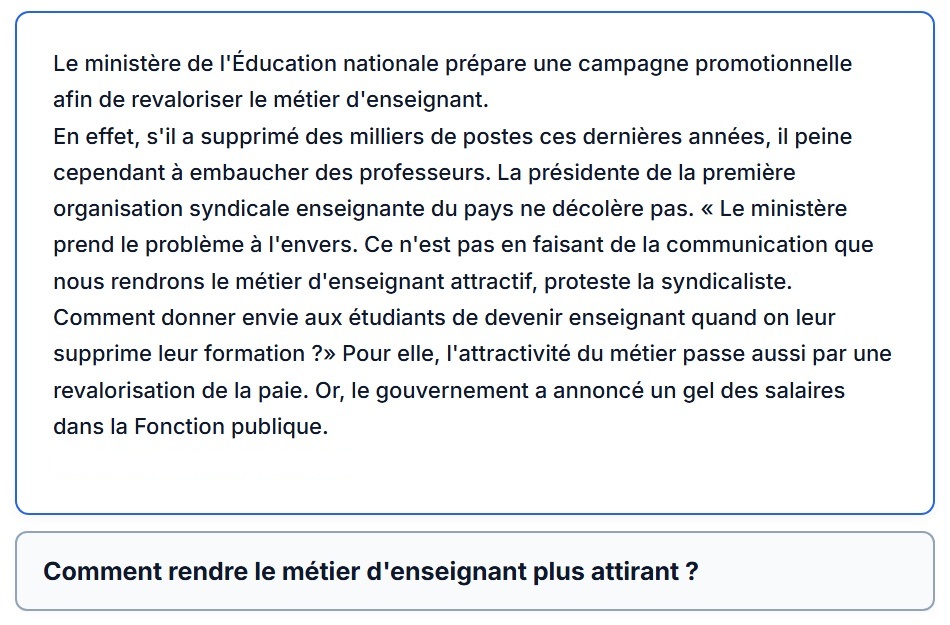 Le ministère de l'Éducation nationale prépare une campagne promotionnelle
afin de revaloriser le métier d'enseignant.
En effet, s'il a supprimé des milliers de postes ces dernières années, il peine
cependant à embaucher des professeurs. La présidente de la première
organisation syndicale enseignante du pays ne décolère pas. « Le ministère
prend le problème à l'envers. Ce n'est pas en faisant de la communication que
nous rendrons le métier d'enseignant attractif, proteste la syndicaliste.
Comment donner envie aux étudiants de devenir enseignant quand on leur
supprime leur formation ?» Pour elle, l'attractivité du métier passe aussi par une
revalorisation de la paie. Or, le gouvernement a annoncé un gel des salaires
dans la Fonction publique.
Comment rendre le métier d'enseignant plus attirant ?